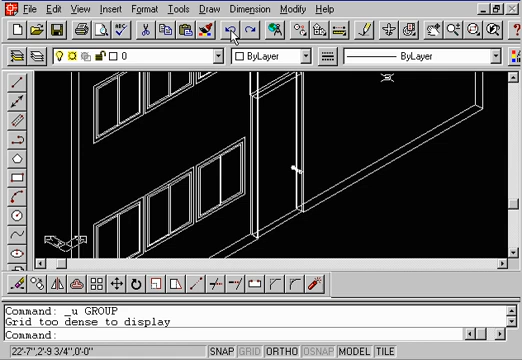 File Edit View Insert Format Tools Draw Dimension Modify Help
ABC
0 ByLayer ByLayer
Command: _u GROUP
Grid too dense to display
Command:
22'-7",2'-9 3/4",0'-0" SNAP GRID ORTHO OSNAP MODEL TILE